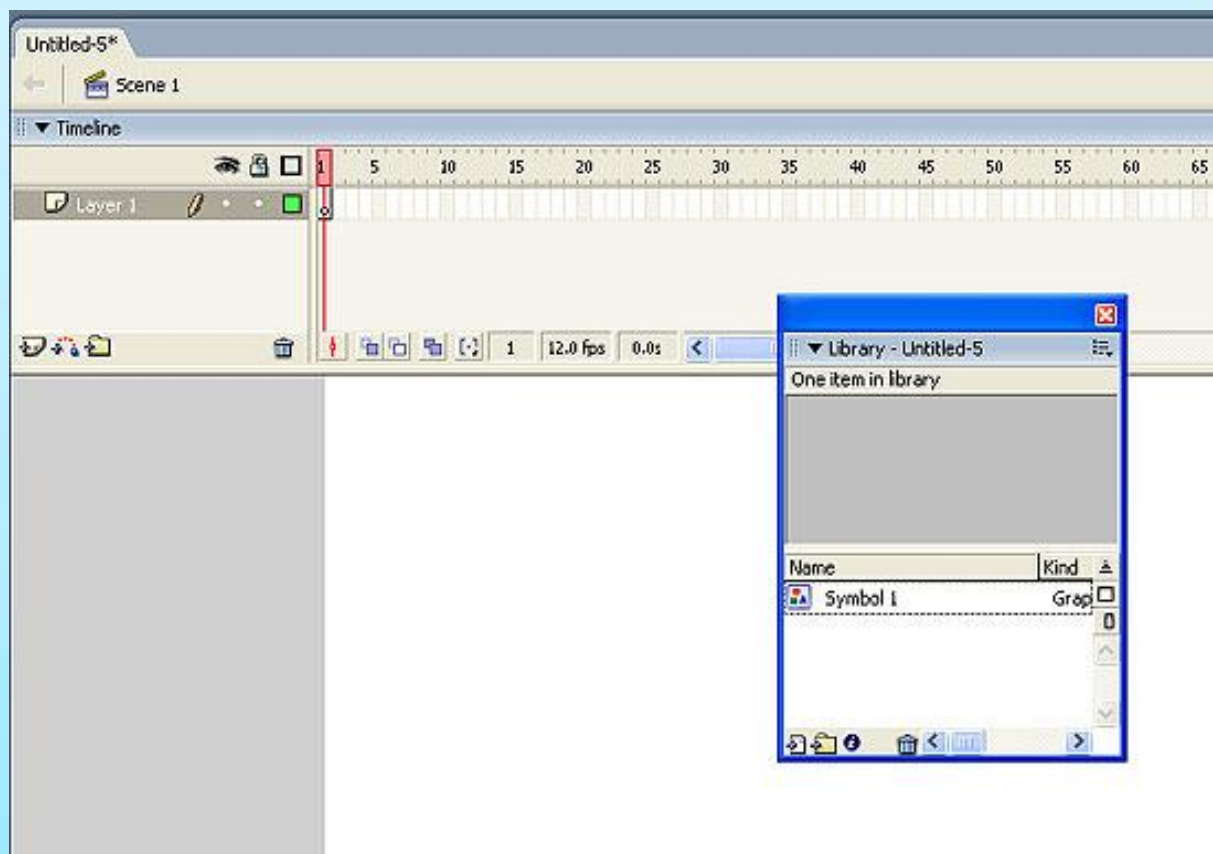 Untitled-5*
Scene 1
Timeline
1 5 10 15 20 25 30 35 40 45 50 55 60 65
Layer 1
1 12.0 fps 0.0s
Library - Untitled-5
One item in library
Name Kind
Symbol 1 Grap